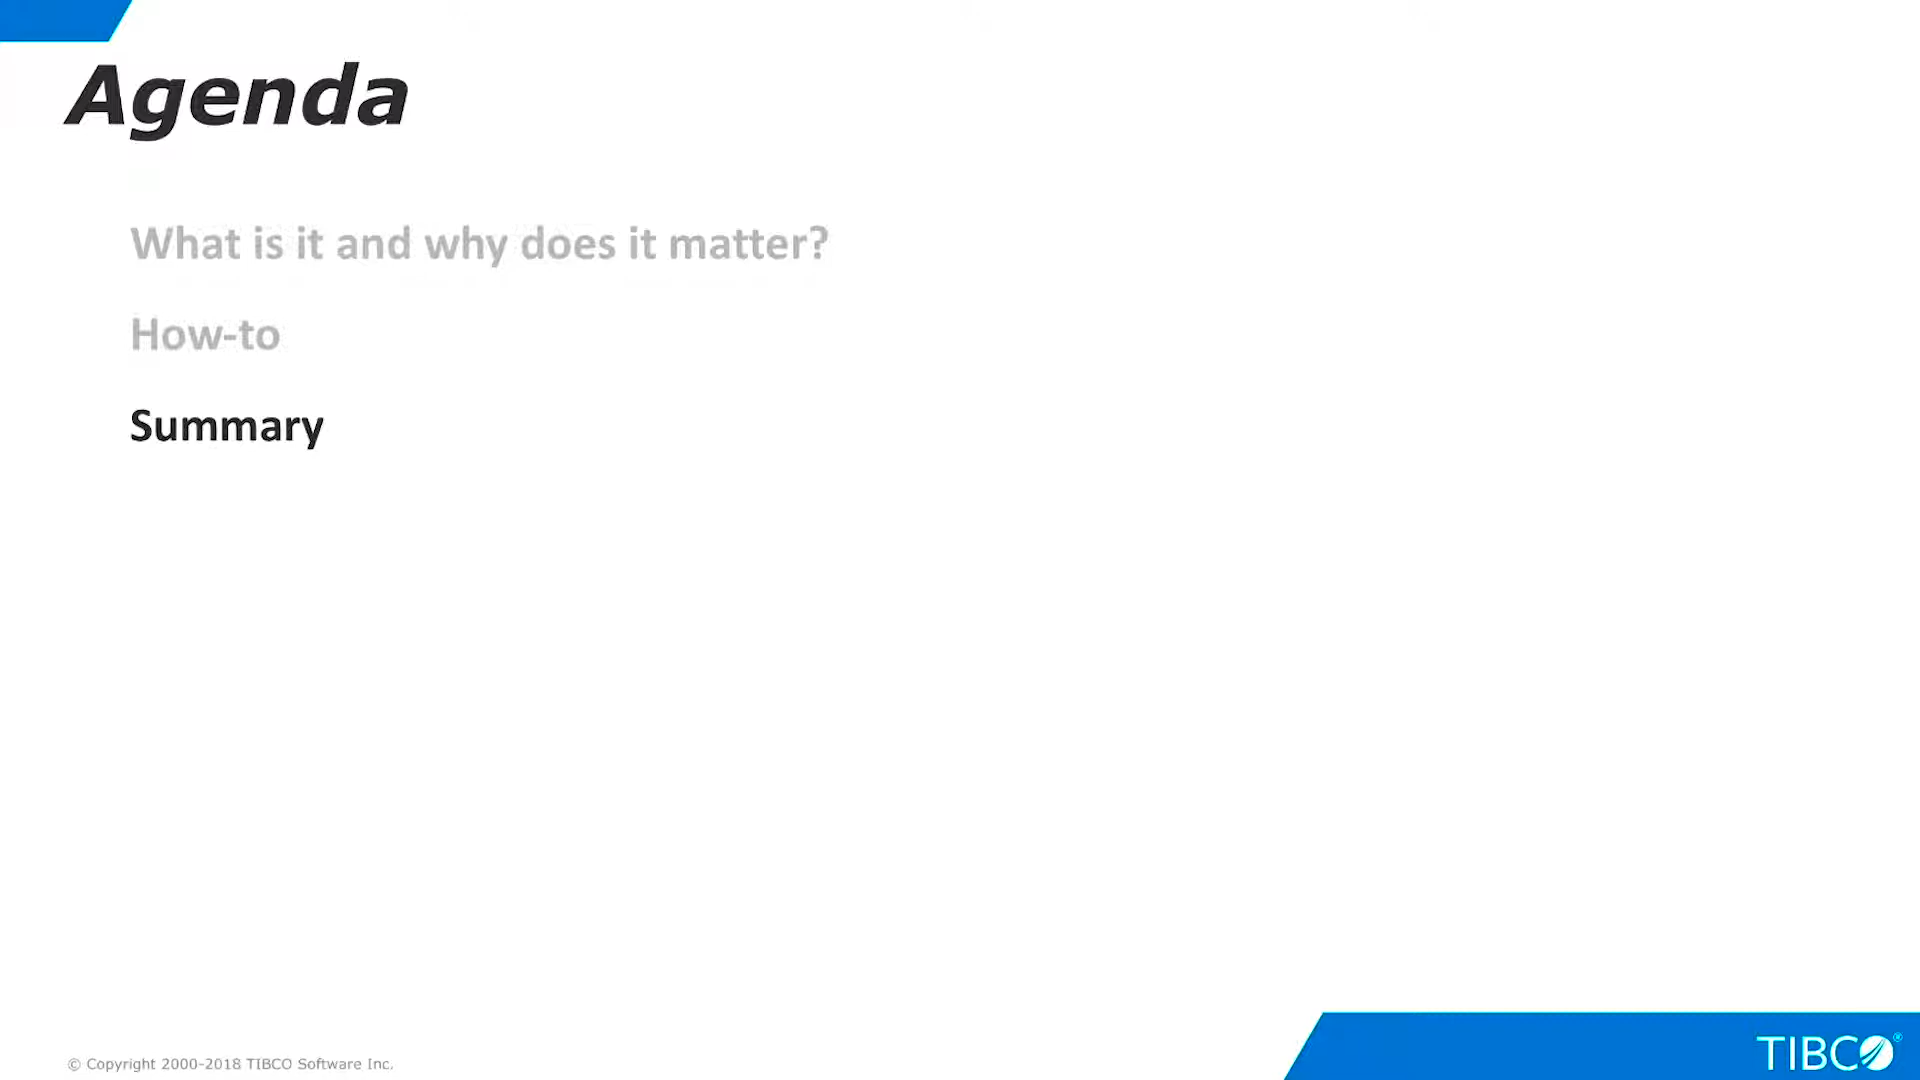 Agenda
What is it and why does it matter?
How-to
Summary
© Copyright 2000-2018 TIBCO Software Inc.
TIBCO®